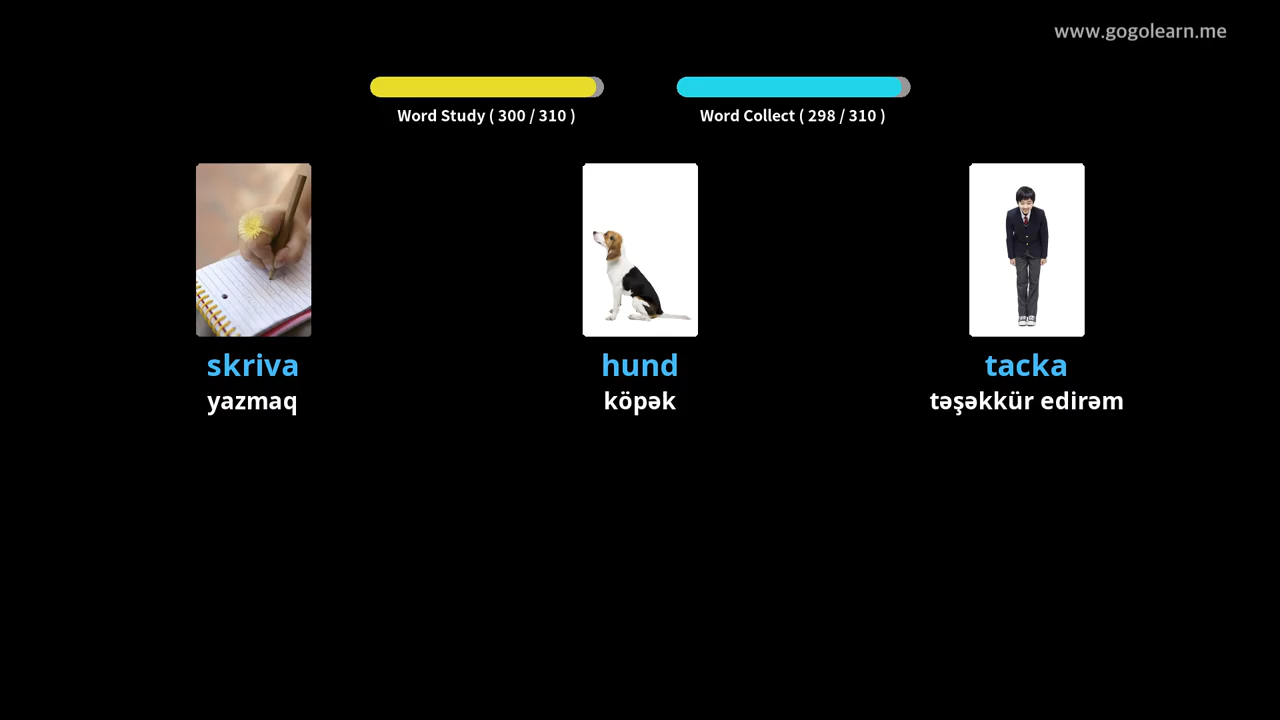 www.gogolearn.me
Word Study ( 300 / 310 )
Word Collect ( 298 / 310 )
skriva
yazmaq
hund
köpək
tacka
təşəkkür edirəm